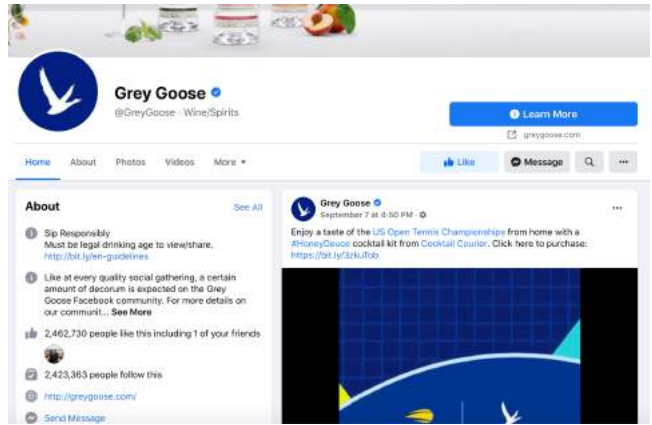 Grey Goose
@GreyGoose · Wine/Spirits
Learn More
greygoose.com
Home About Photos Videos More
Like Message
About See All
Sip Responsibly
Must be legal drinking age to view/share.
http://bit.ly/en-guidelines
Like at every quality social gathering, a certain
amount of decorum is expected on the Grey
Goose Facebook community. For more details on
our communit... See More
2,462,730 people like this including 1 of your friends
2,423,363 people follow this
http://greygoose.com/
Send Message
Grey Goose
September 7 at 4:50 PM ·
Enjoy a taste of the US Open Tennis Championships from home with a
#HoneyDeuce cocktail kit from Cocktail Courier. Click here to purchase:
https://bit.ly/3zkuTob